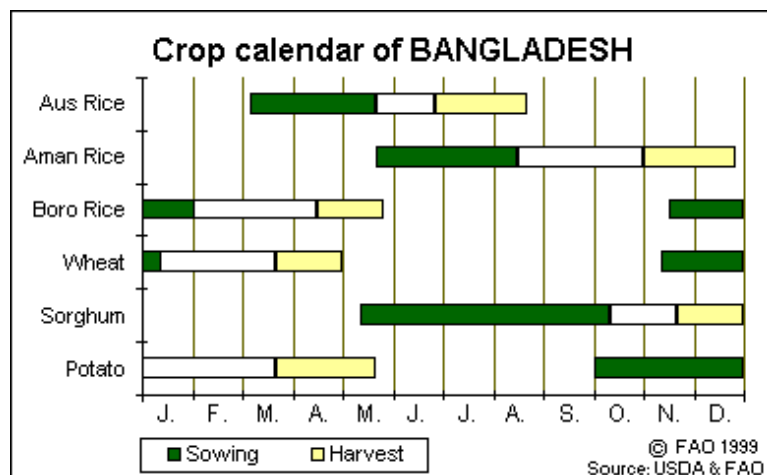 Crop calendar of BANGLADESH
Aus Rice
Aman Rice
Boro Rice
Wheat
Sorghum
Potato
J. F. M. A. M. J. J. A. S. O. N. D.
Sowing Harvest
© FAO 1999
Source: USDA & FAO